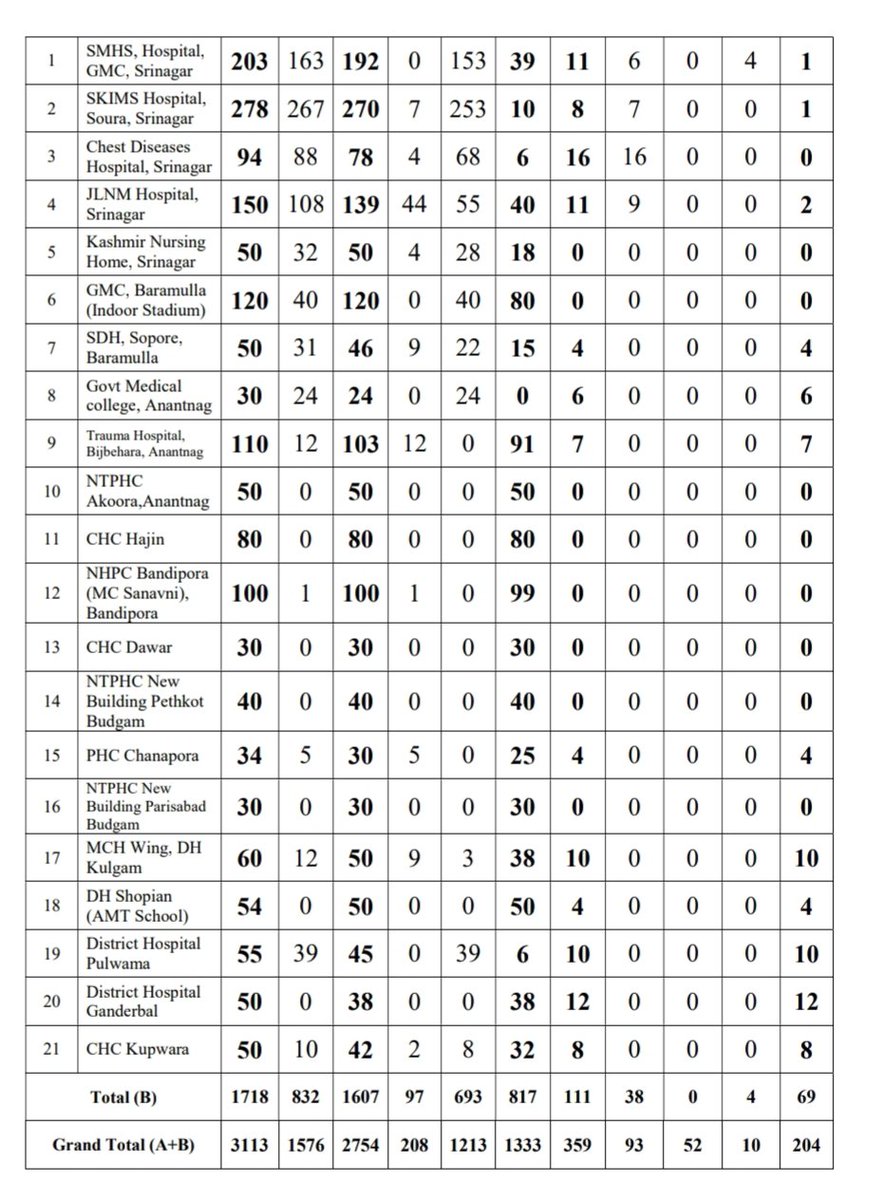 1 SMHS, Hospital, GMC, Srinagar 203 163 192 0 153 39 11 6 0 4 1
2 SKIMS Hospital, Soura, Srinagar 278 267 270 7 253 10 8 7 0 0 1
3 Chest Diseases Hospital, Srinagar 94 88 78 4 68 6 16 16 0 0 0
4 JLNM Hospital, Srinagar 150 108 139 44 55 40 11 9 0 0 2
5 Kashmir Nursing Home, Srinagar 50 32 50 4 28 18 0 0 0 0 0
6 GMC, Baramulla (Indoor Stadium) 120 40 120 0 40 80 0 0 0 0 0
7 SDH, Sopore, Baramulla 50 31 46 9 22 15 4 0 0 0 4
8 Govt Medical college, Anantnag 30 24 24 0 24 0 6 0 0 0 6
9 Trauma Hospital, Bijbehara, Anantnag 110 12 103 12 0 91 7 0 0 0 7
10 NTPHC Akoora,Anantnag 50 0 50 0 0 50 0 0 0 0 0
11 CHC Hajin 80 0 80 0 0 80 0 0 0 0 0
12 NHPC Bandipora (MC Sanavni), Bandipora 100 1 100 1 0 99 0 0 0 0 0
13 CHC Dawar 30 0 30 0 0 30 0 0 0 0 0
14 NTPHC New Building Pethkot Budgam 40 0 40 0 0 40 0 0 0 0 0
15 PHC Chanapora 34 5 30 5 0 25 4 0 0 0 4
16 NTPHC New Building Parisabad Budgam 30 0 30 0 0 30 0 0 0 0 0
17 MCH Wing, DH Kulgam 60 12 50 9 3 38 10 0 0 0 10
18 DH Shopian (AMT School) 54 0 50 0 0 50 4 0 0 0 4
19 District Hospital Pulwama 55 39 45 0 39 6 10 0 0 0 10
20 District Hospital Ganderbal 50 0 38 0 0 38 12 0 0 0 12
21 CHC Kupwara 50 10 42 2 8 32 8 0 0 0 8
Total (B) 1718 832 1607 97 693 817 111 38 0 4 69
Grand Total (A+B) 3113 1576 2754 208 1213 1333 359 93 52 10 204